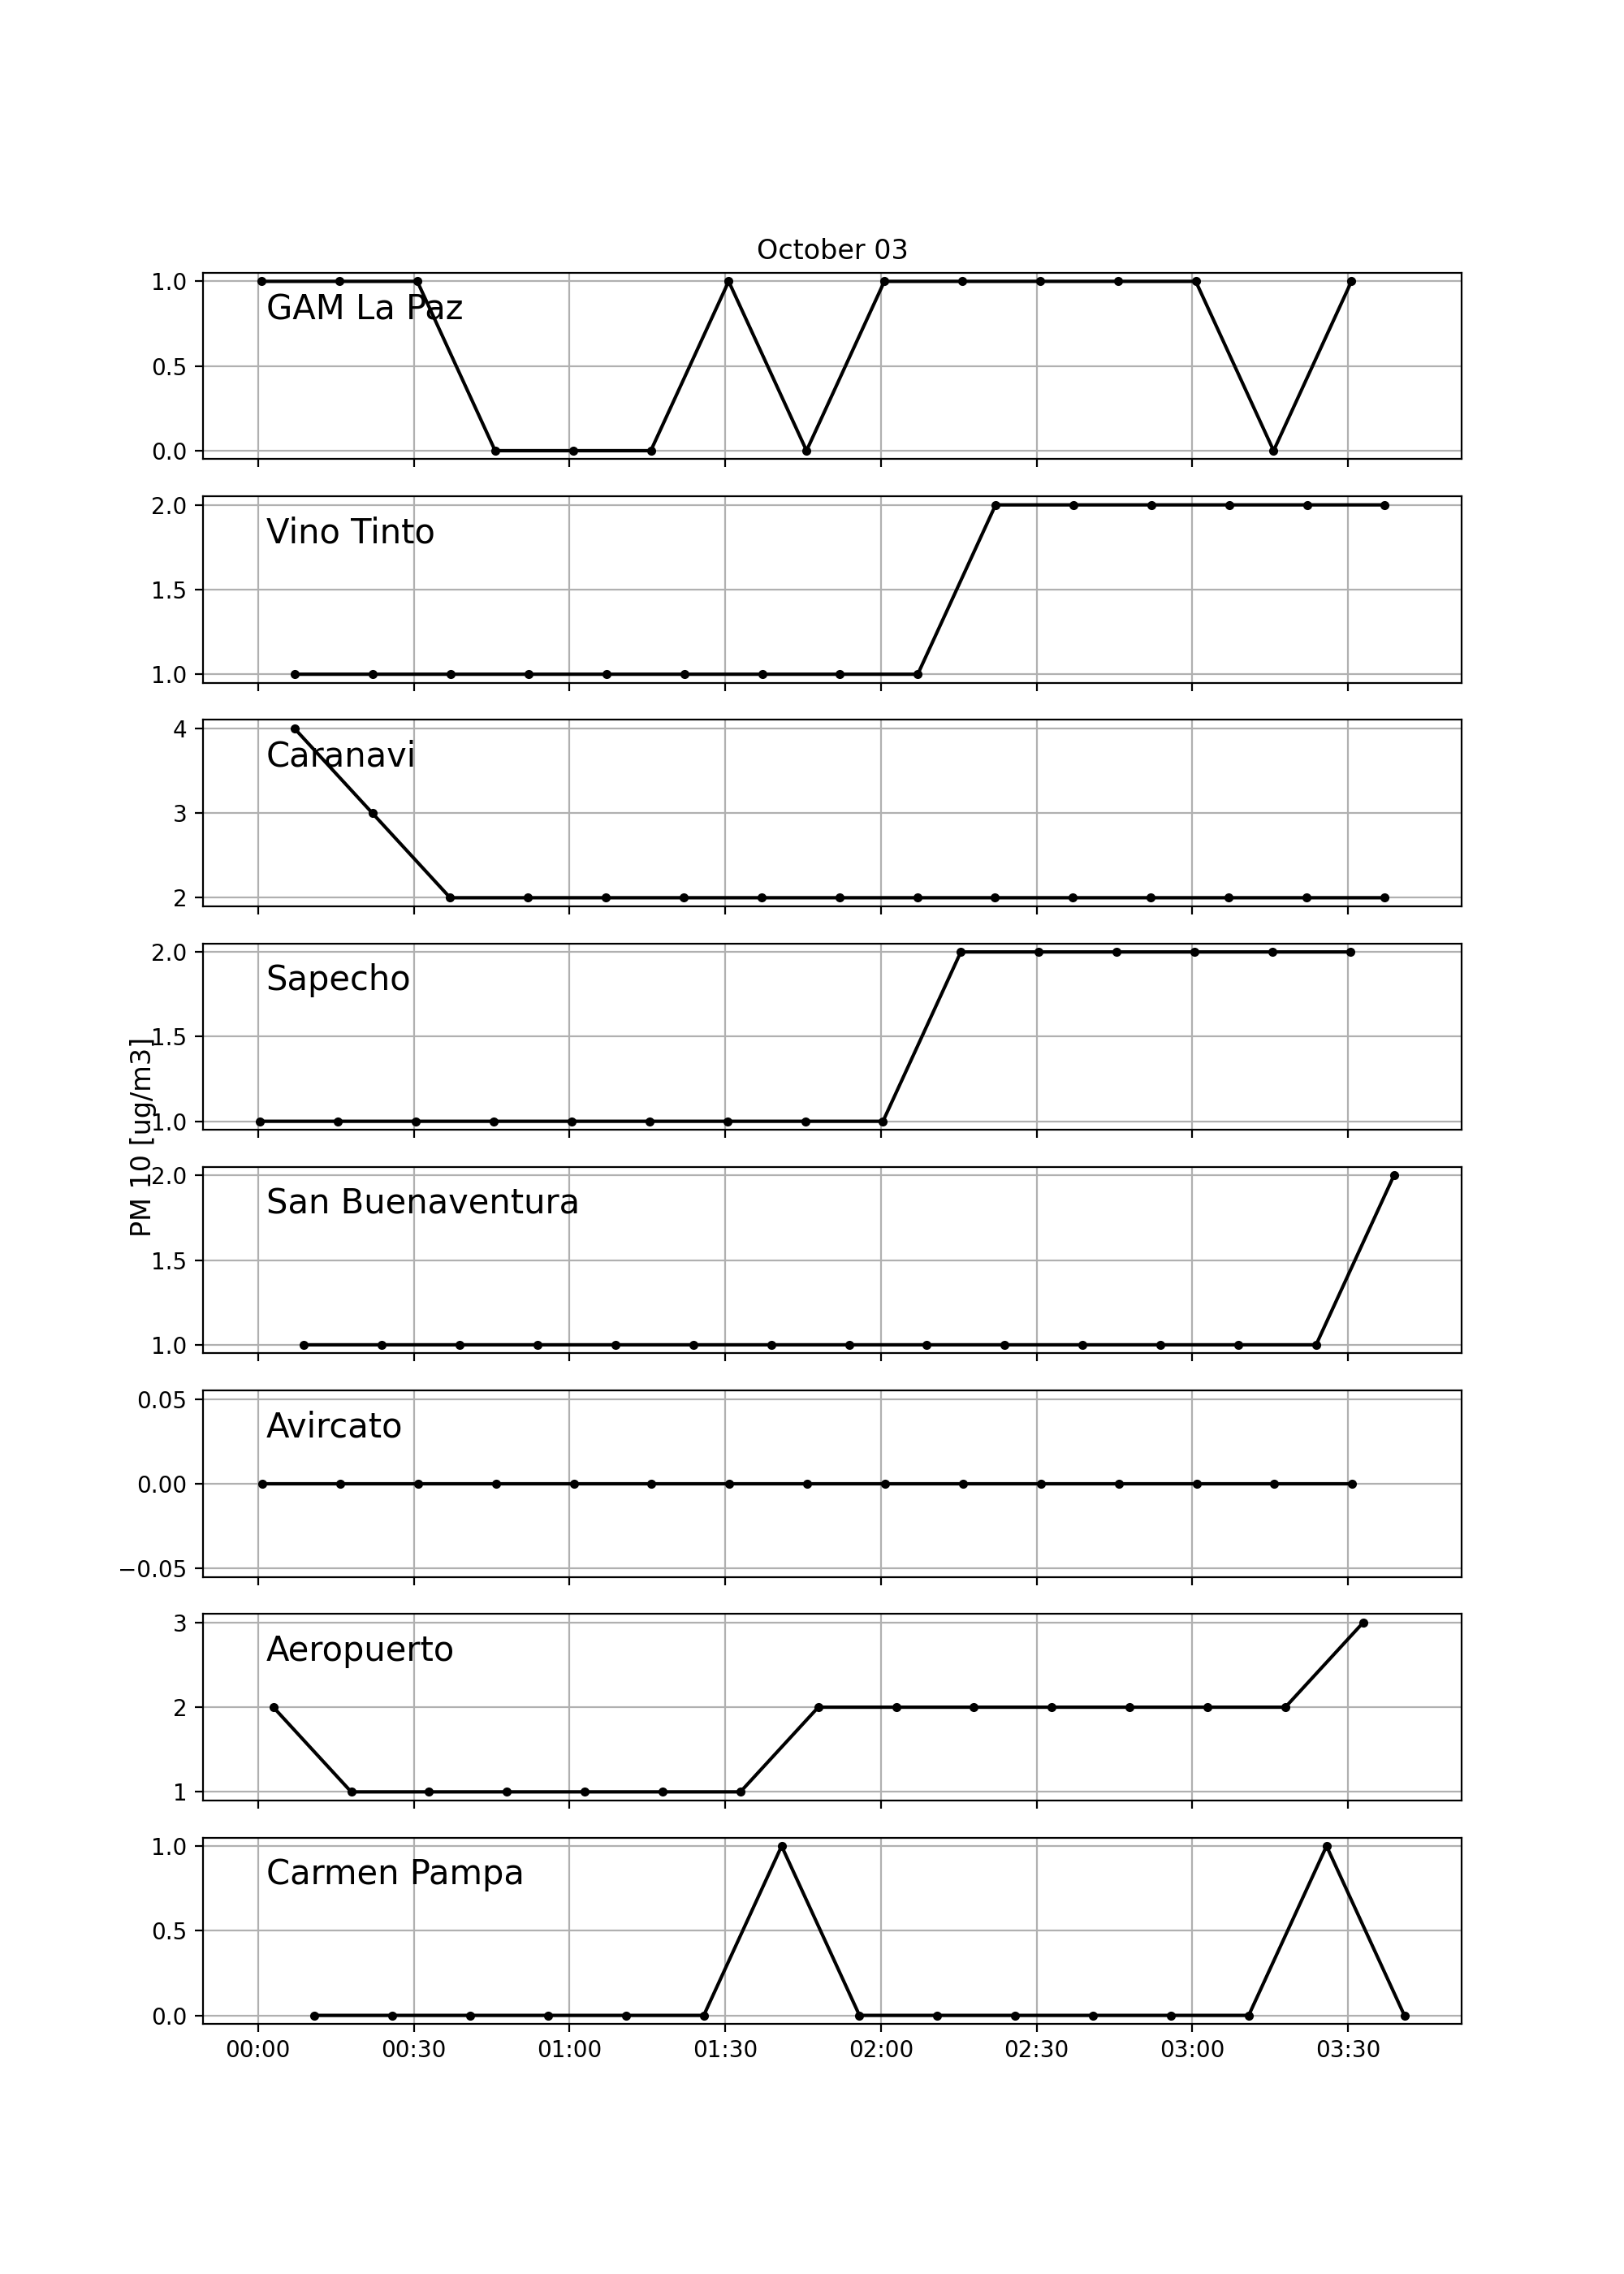 October 03
1.0
GAM La Paz
0.5
0.0
2.0
Vino Tinto
1.5
1.0
4
Caranavi
3
2
2.0
Sapecho
1.5
1.0
PM 10 [ug/m3]
2.0
San Buenaventura
1.5
1.0
0.05
Avircato
0.00
−0.05
3
Aeropuerto
2
1
1.0
Carmen Pampa
0.5
0.0
00:00 00:30 01:00 01:30 02:00 02:30 03:00 03:30